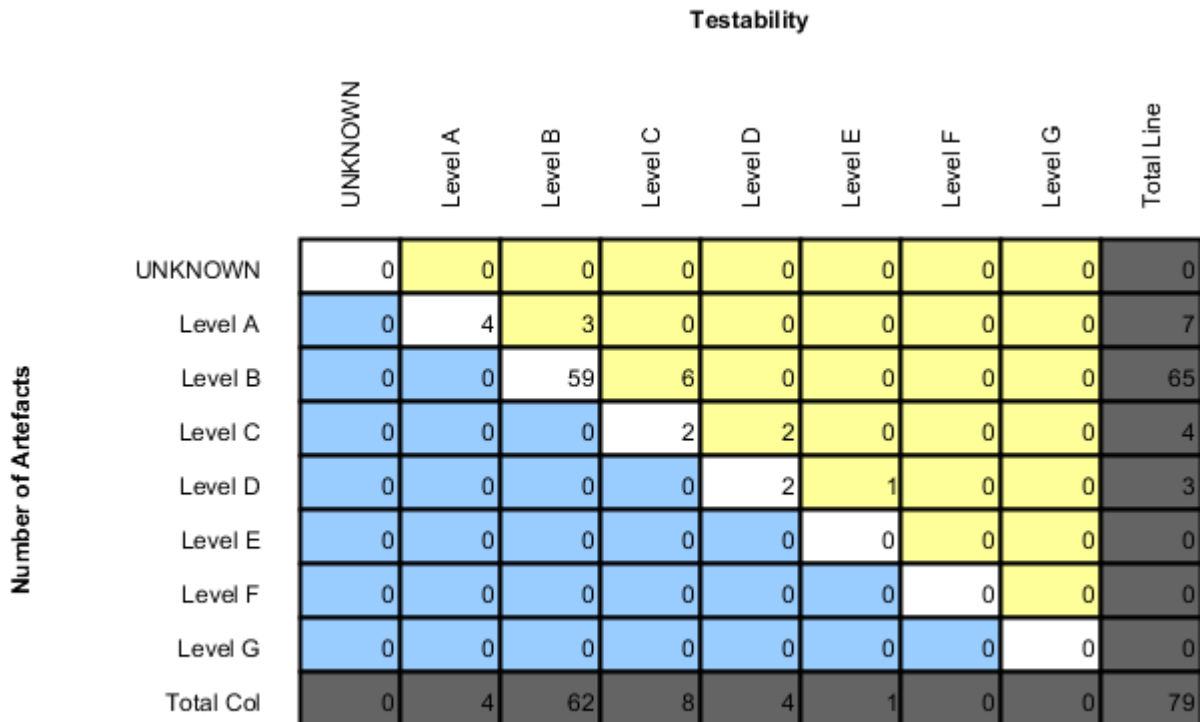 Testability
UNKNOWN Level A Level B Level C Level D Level E Level F Level G Total Line
Number of Artefacts
UNKNOWN 0 0 0 0 0 0 0 0 0
Level A 0 4 3 0 0 0 0 0 7
Level B 0 0 59 6 0 0 0 0 65
Level C 0 0 0 2 2 0 0 0 4
Level D 0 0 0 0 2 1 0 0 3
Level E 0 0 0 0 0 0 0 0 0
Level F 0 0 0 0 0 0 0 0 0
Level G 0 0 0 0 0 0 0 0 0
Total Col 0 4 62 8 4 1 0 0 79